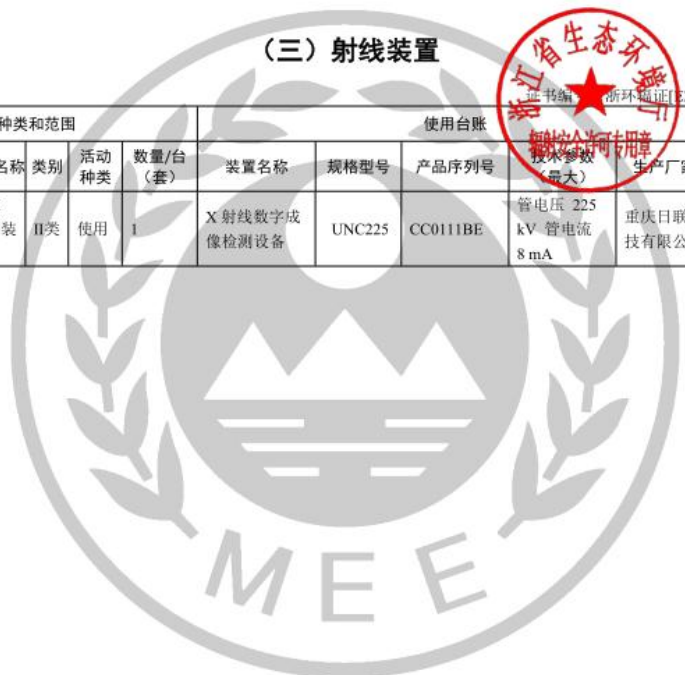 （三）射线装置
浙江省生态环境厅
辐射安全许可专用章
证书编 浙环辐证[E
种类和范围 使用台账
名称 类别 活动种类 数量/台（套） 装置名称 规格型号 产品序列号 技术参数（最大） 生产厂家
装 II类 使用 1 X 射线数字成像检测设备 UNC225 CC0111BE 管电压 225 kV 管电流 8 mA 重庆日联 技有限公
MEE